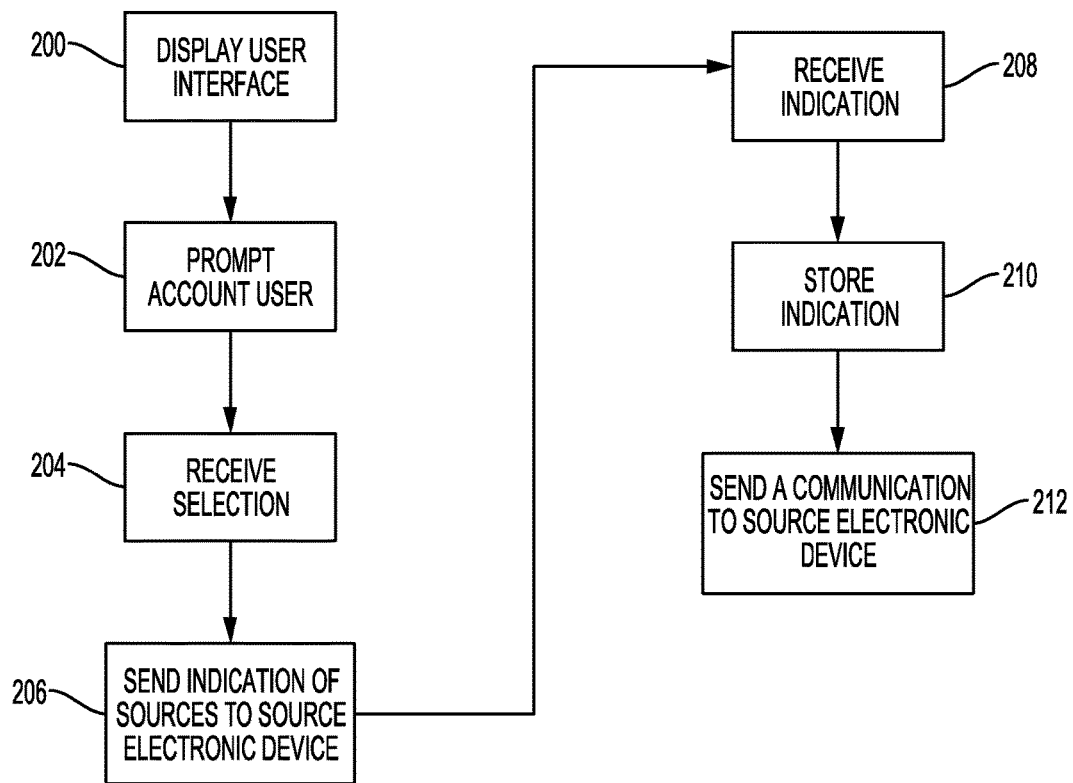 200
DISPLAY USER
INTERFACE
202
PROMPT
ACCOUNT USER
204
RECEIVE
SELECTION
206
SEND INDICATION OF
SOURCES TO SOURCE
ELECTRONIC DEVICE
208
RECEIVE
INDICATION
210
STORE
INDICATION
212
SEND A COMMUNICATION
TO SOURCE ELECTRONIC
DEVICE